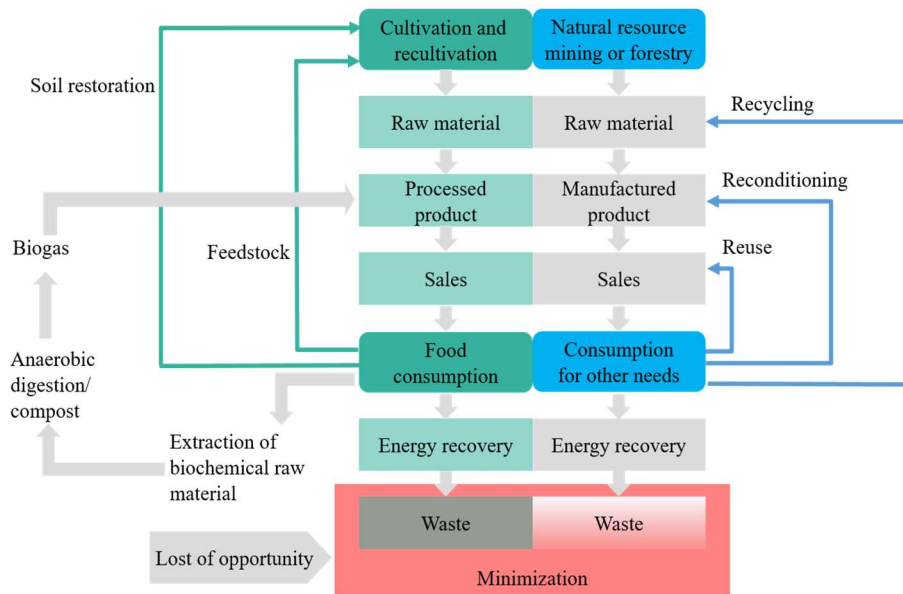 Cultivation and
recultivation
Natural resource
mining or forestry
Soil restoration
Recycling
Raw material
Raw material
Reconditioning
Processed
product
Manufactured
product
Biogas
Feedstock
Reuse
Sales
Sales
Anaerobic
digestion/
compost
Food
consumption
Consumption
for other needs
Extraction of
biochemical raw
material
Energy recovery
Energy recovery
Waste
Waste
Lost of opportunity
Minimization